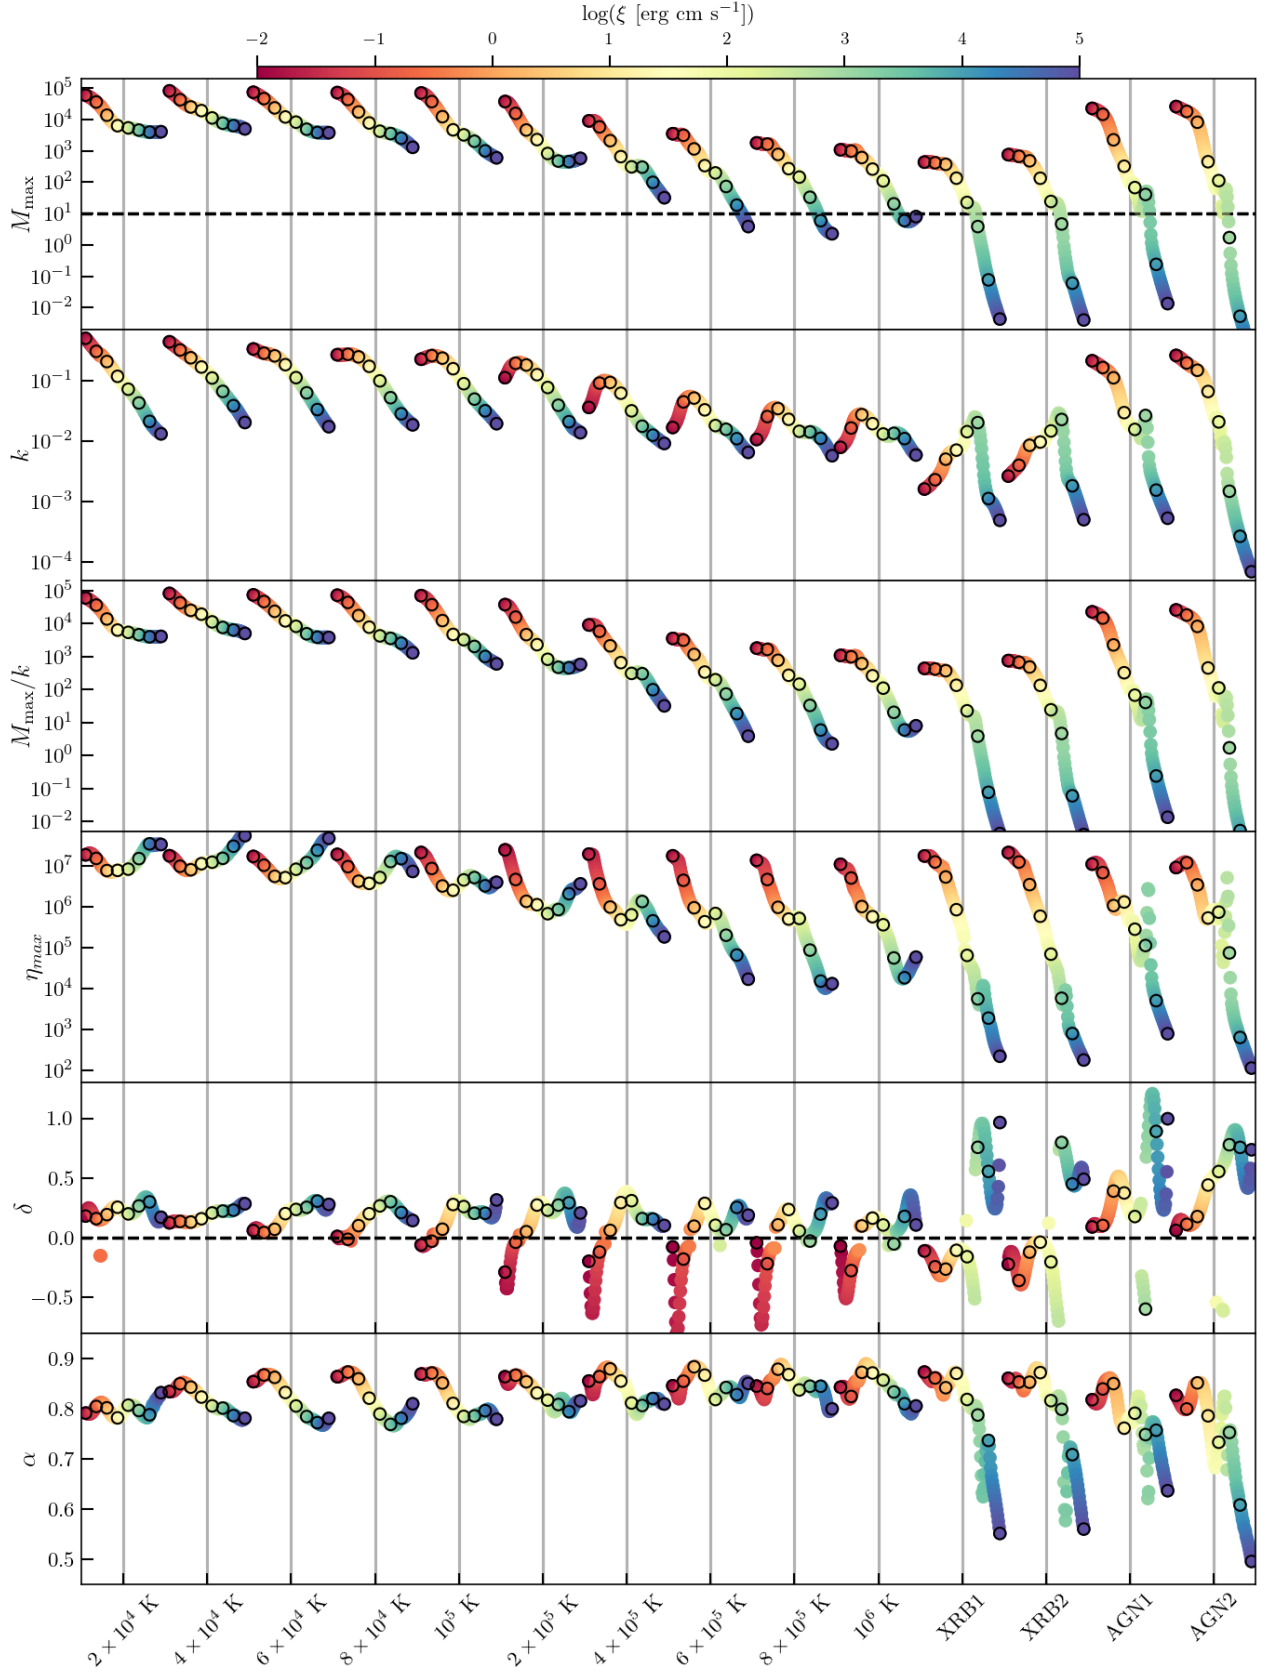 log(ξ [erg cm s⁻¹])
−2 −1 0 1 2 3 4 5
M_max
10⁵
10⁴
10³
10²
10¹
10⁰
10⁻¹
10⁻²
k
10⁻¹
10⁻²
10⁻³
10⁻⁴
M_max/k
10⁵
10⁴
10³
10²
10¹
10⁰
10⁻¹
10⁻²
η_max
10⁷
10⁶
10⁵
10⁴
10³
10²
δ
1.0
0.5
0.0
−0.5
α
0.9
0.8
0.7
0.6
0.5
2 × 10⁴ K
4 × 10⁴ K
6 × 10⁴ K
8 × 10⁴ K
10⁵ K
2 × 10⁵ K
4 × 10⁵ K
6 × 10⁵ K
8 × 10⁵ K
10⁶ K
XRB1
XRB2
AGN1
AGN2